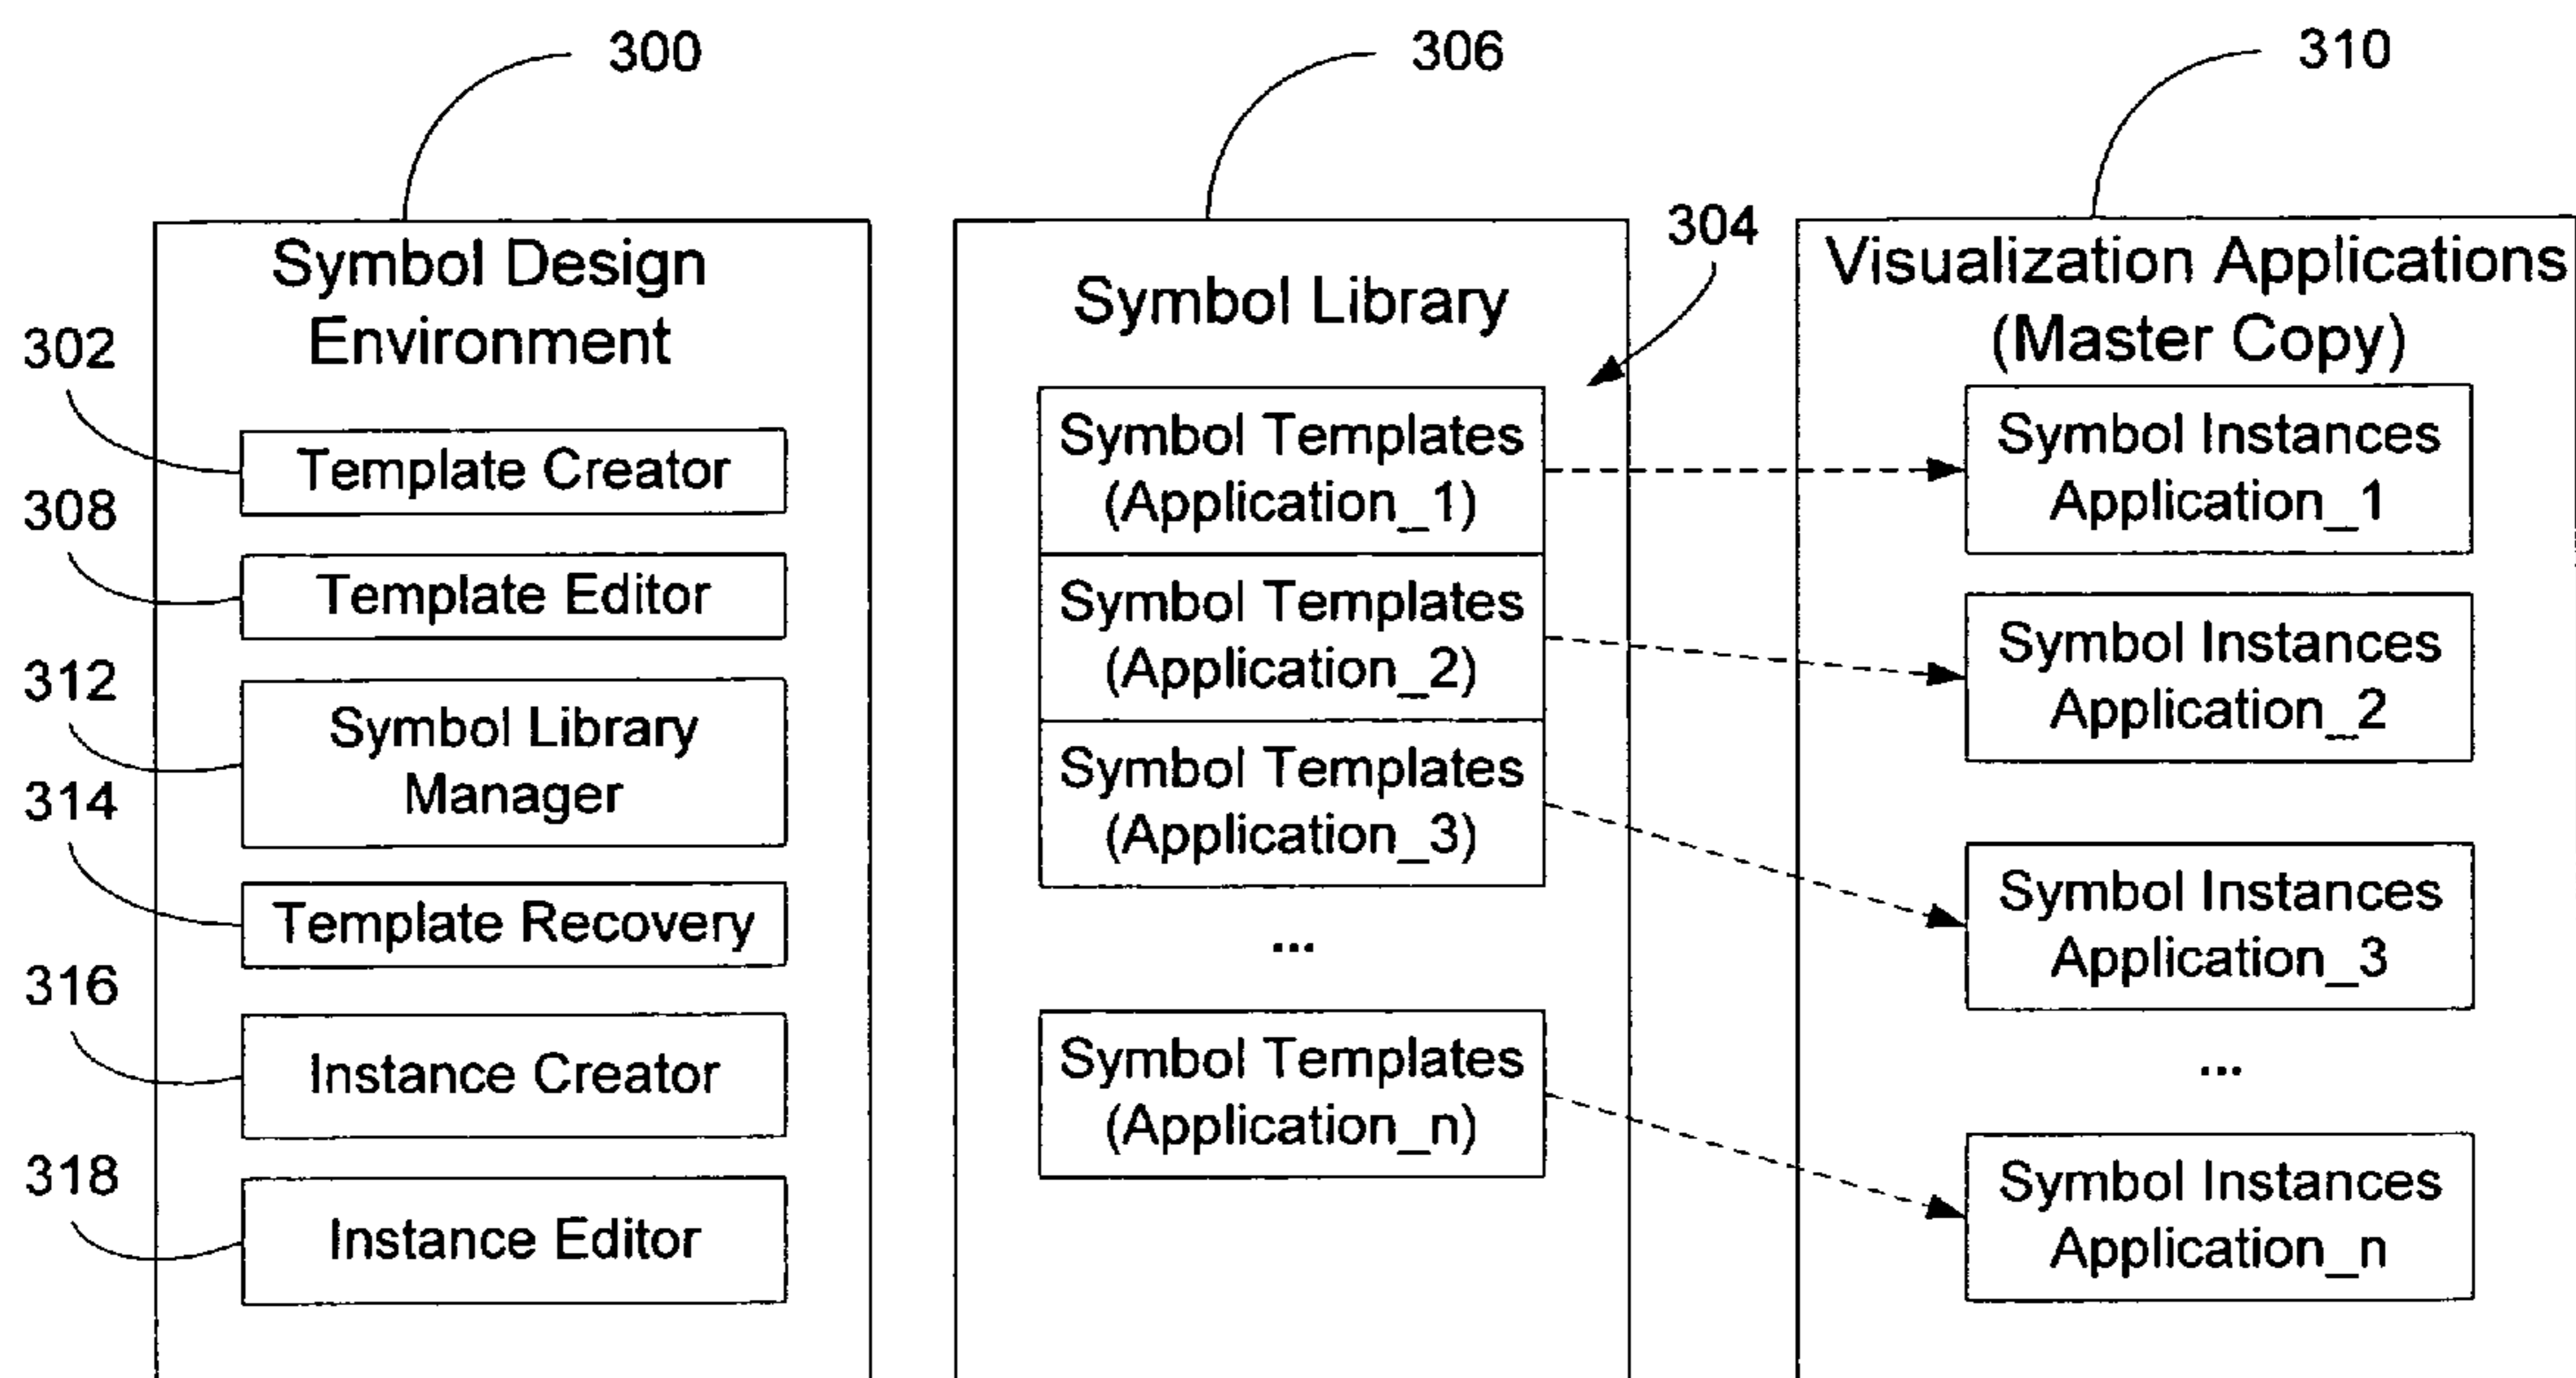 300
306
310
304
Symbol Design
Environment
302
Template Creator
308
Template Editor
312
Symbol Library
Manager
314
Template Recovery
316
Instance Creator
318
Instance Editor
Symbol Library
Symbol Templates
(Application_1)
Symbol Templates
(Application_2)
Symbol Templates
(Application_3)
...
Symbol Templates
(Application_n)
Visualization Applications
(Master Copy)
Symbol Instances
Application_1
Symbol Instances
Application_2
Symbol Instances
Application_3
...
Symbol Instances
Application_n